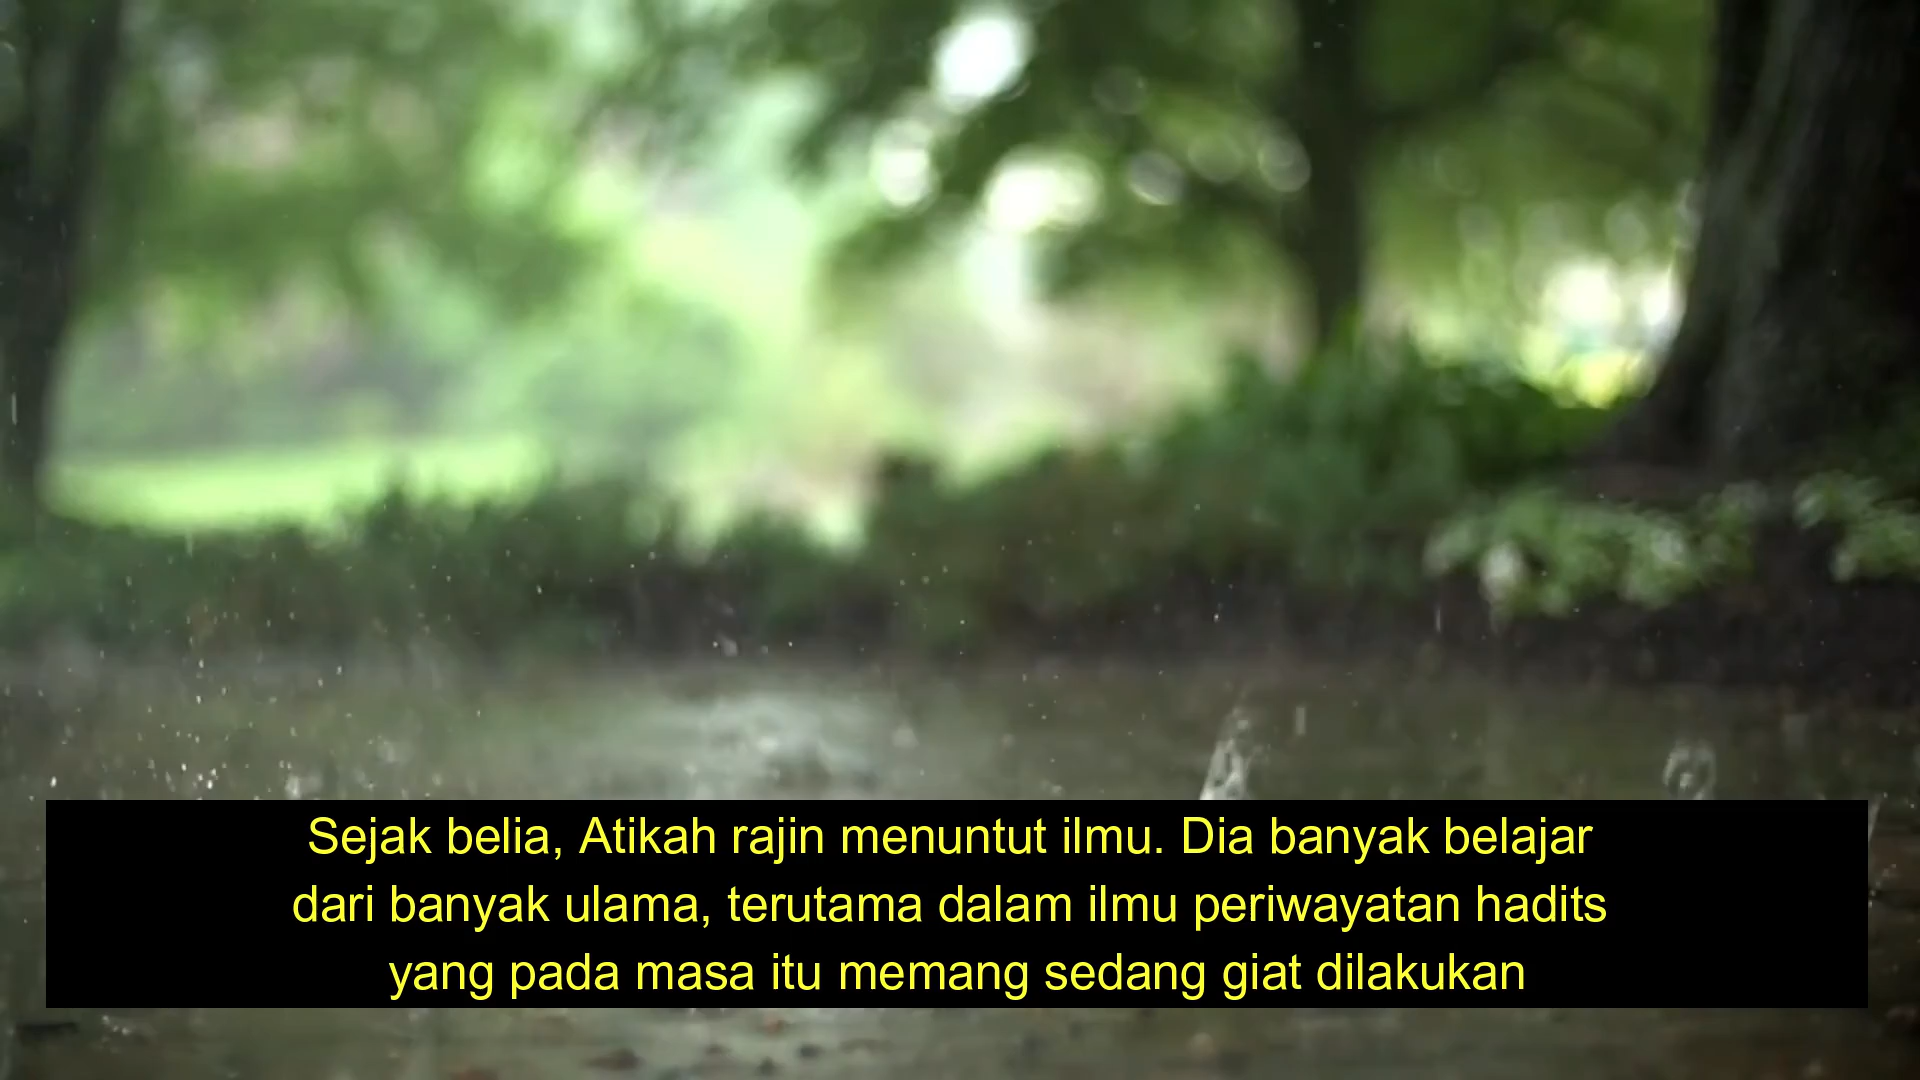 Sejak belia, Atikah rajin menuntut ilmu. Dia banyak belajar
dari banyak ulama, terutama dalam ilmu periwayatan hadits
yang pada masa itu memang sedang giat dilakukan